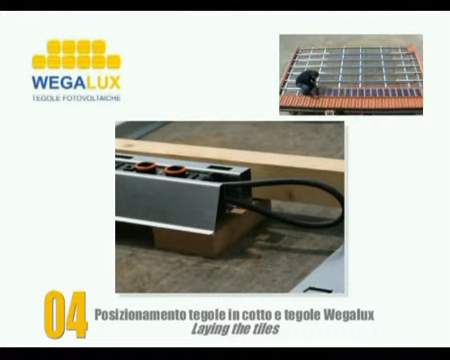 WEGALUX
TEGOLE FOTOVOLTAICHE
04
Posizionamento tegole in cotto e tegole Wegalux
Laying the tiles